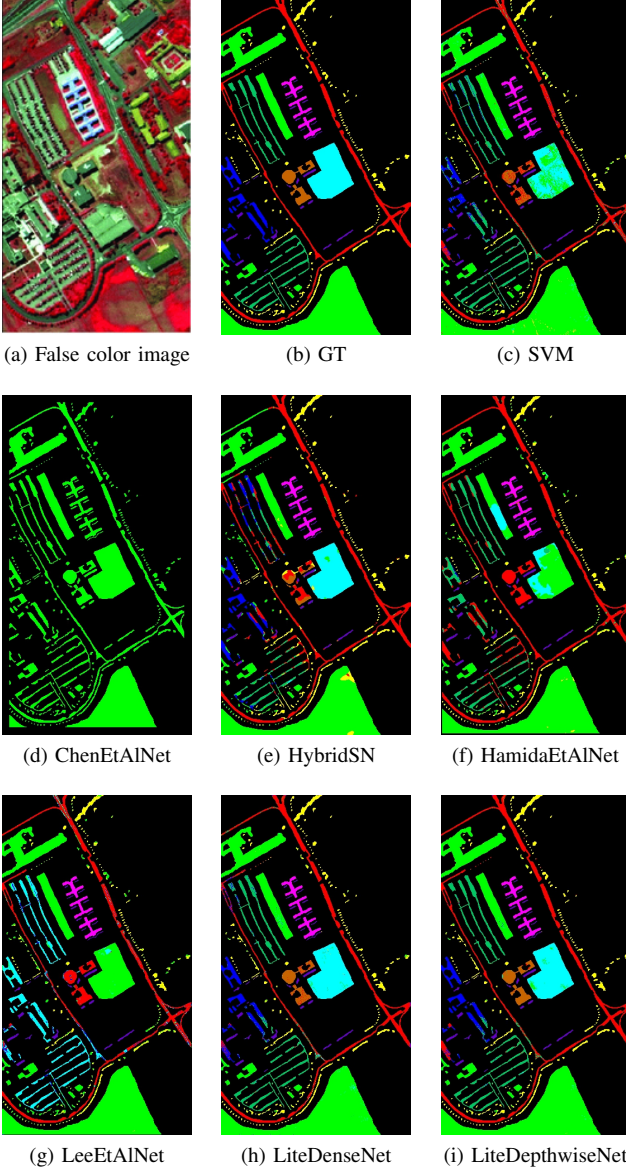 (a) False color image
(b) GT
(c) SVM
(d) ChenEtAlNet
(e) HybridSN
(f) HamidaEtAlNet
(g) LeeEtAlNet
(h) LiteDenseNet
(i) LiteDepthwiseNet